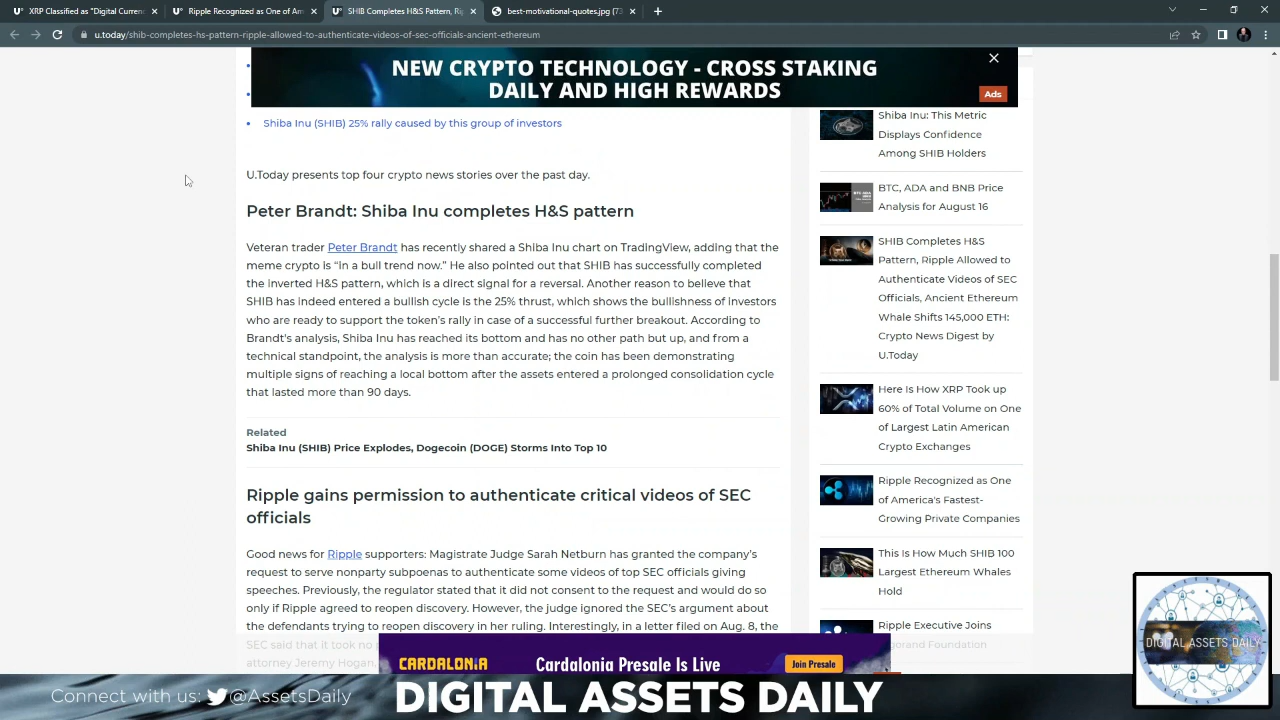 XRP Classified as "Digital Curren
Ripple Recognized as One of Am
SHIB Completes H&S Pattern, Rip
best-motivational-quotes.jpg (73
u.today/shib-completes-hs-pattern-ripple-allowed-to-authenticate-videos-of-sec-officials-ancient-ethereum
NEW CRYPTO TECHNOLOGY - CROSS STAKING
DAILY AND HIGH REWARDS
Ads
Shiba Inu (SHIB) 25% rally caused by this group of investors
U.Today presents top four crypto news stories over the past day.
Peter Brandt: Shiba Inu completes H&S pattern
Veteran trader Peter Brandt has recently shared a Shiba Inu chart on TradingView, adding that the
meme crypto is “In a bull trend now.” He also pointed out that SHIB has successfully completed
the inverted H&S pattern, which is a direct signal for a reversal. Another reason to believe that
SHIB has indeed entered a bullish cycle is the 25% thrust, which shows the bullishness of investors
who are ready to support the token’s rally in case of a successful further breakout. According to
Brandt’s analysis, Shiba Inu has reached its bottom and has no other path but up, and from a
technical standpoint, the analysis is more than accurate; the coin has been demonstrating
multiple signs of reaching a local bottom after the assets entered a prolonged consolidation cycle
that lasted more than 90 days.
Related
Shiba Inu (SHIB) Price Explodes, Dogecoin (DOGE) Storms Into Top 10
Ripple gains permission to authenticate critical videos of SEC
officials
Good news for Ripple supporters: Magistrate Judge Sarah Netburn has granted the company’s
request to serve nonparty subpoenas to authenticate some videos of top SEC officials giving
speeches. Previously, the regulator stated that it did not consent to the request and would do so
only if Ripple agreed to reopen discovery. However, the judge ignored the SEC’s argument about
the defendants trying to reopen discovery in her ruling. Interestingly, in a letter filed on Aug. 8, the
SEC said that it took no
attorney Jeremy Hogan,
Shiba Inu: This Metric
Displays Confidence
Among SHIB Holders
BTC, ADA and BNB Price
Analysis for August 16
SHIB Completes H&S
Pattern, Ripple Allowed to
Authenticate Videos of SEC
Officials, Ancient Ethereum
Whale Shifts 145,000 ETH:
Crypto News Digest by
U.Today
Here Is How XRP Took up
60% of Total Volume on One
of Largest Latin American
Crypto Exchanges
Ripple Recognized as One
of America's Fastest-
Growing Private Companies
This Is How Much SHIB 100
Largest Ethereum Whales
Hold
Ripple Executive Joins
Foundation
CARDALONIA
Cardalonia Presale Is Live
Join Presale
DIGITAL ASSETS DAILY
Connect with us: @AssetsDaily
DIGITAL ASSETS DAILY